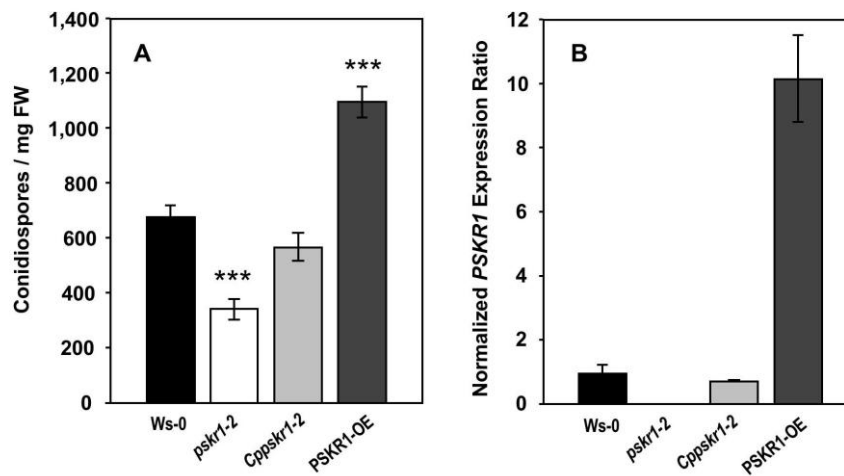 A
Conidiospores / mg FW
1,400
1,200
1,000
800
600
400
200
0
***
***
Ws-0
pskr1-2
Cppskr1-2
PSKR1-OE
B
Normalized PSKR1 Expression Ratio
12
10
8
6
4
2
0
Ws-0
pskr1-2
Cppskr1-2
PSKR1-OE